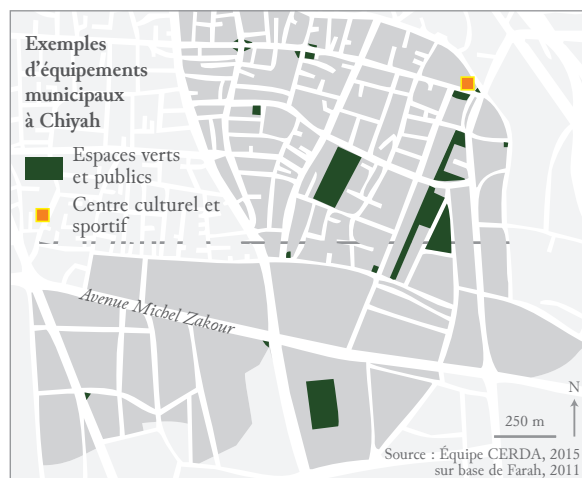 Exemples
d'équipements
municipaux
à Chiyah
Espaces verts
et publics
Centre culturel et
sportif
Avenue Michel Zakour
N
250 m
Source : Équipe CERDA, 2015
sur base de Farah, 2011